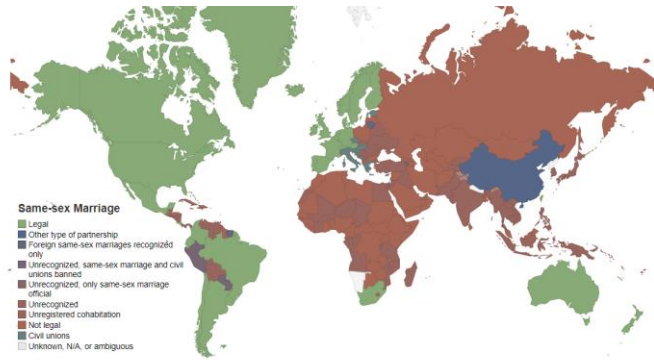 Same-sex Marriage
Legal
Other type of partnership
Foreign same-sex marriages recognized
only
Unrecognized, same-sex marriage and civil
unions banned
Unrecognized, only same-sex marriage
official
Unrecognized
Unregistered cohabitation
Not legal
Civil unions
Unknown, N/A, or ambiguous